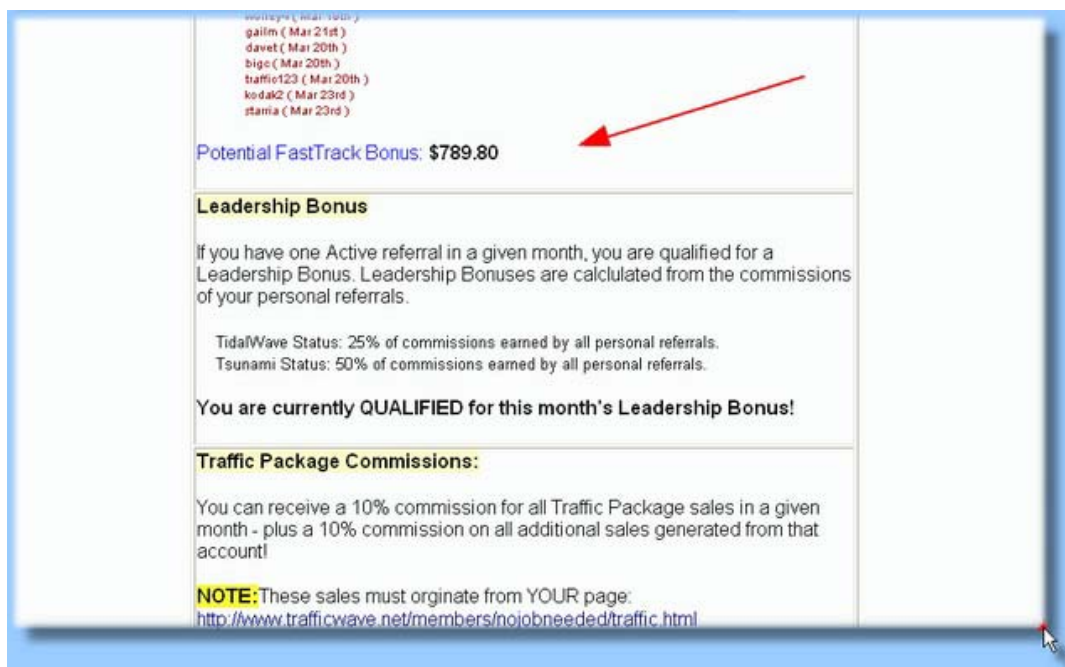 gailm ( Mar 21st )
davet ( Mar 20th )
bigc ( Mar 20th )
traffic123 ( Mar 20th )
kodak2 ( Mar 23rd )
( Mar 23rd )
Potential FastTrack Bonus: $789.80
Leadership Bonus
If you have one Active referral in a given month, you are qualified for a
Leadership Bonus. Leadership Bonuses are calclulated from the commissions
of your personal referrals.
TidalWave Status: 25% of commissions earned by all personal referrals.
Tsunami Status: 50% of commissions earned by all personal referrals.
You are currently QUALIFIED for this month's Leadership Bonus!
Traffic Package Commissions:
You can receive a 10% commission for all Traffic Package sales in a given
month - plus a 10% commission on all additional sales generated from that
account!
NOTE:These sales must orginate from YOUR page:
http://www.trafficwave.net/members/nojobneeded/traffic.html